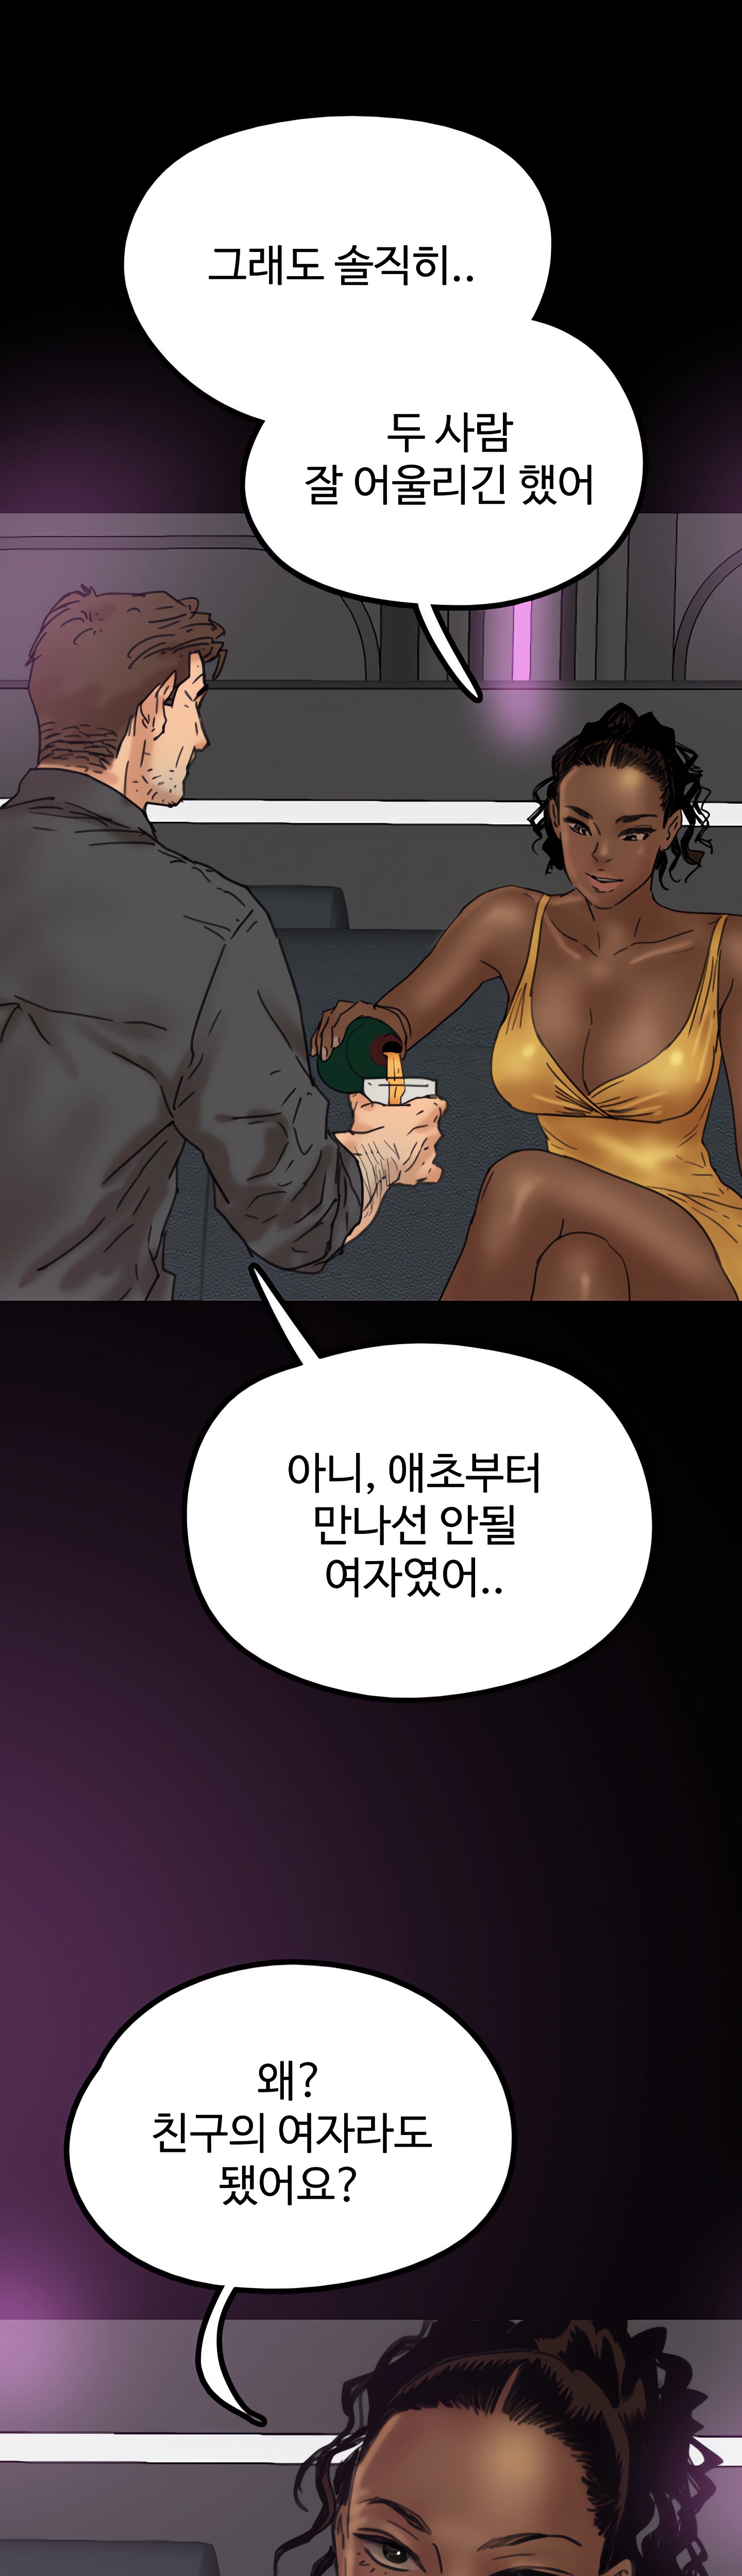 그래도 솔직히..
두 사람
잘 어울리긴 했어
아니, 애초부터
만나선 안될
여자였어..
왜?
친구의 여자라도
됐어요?